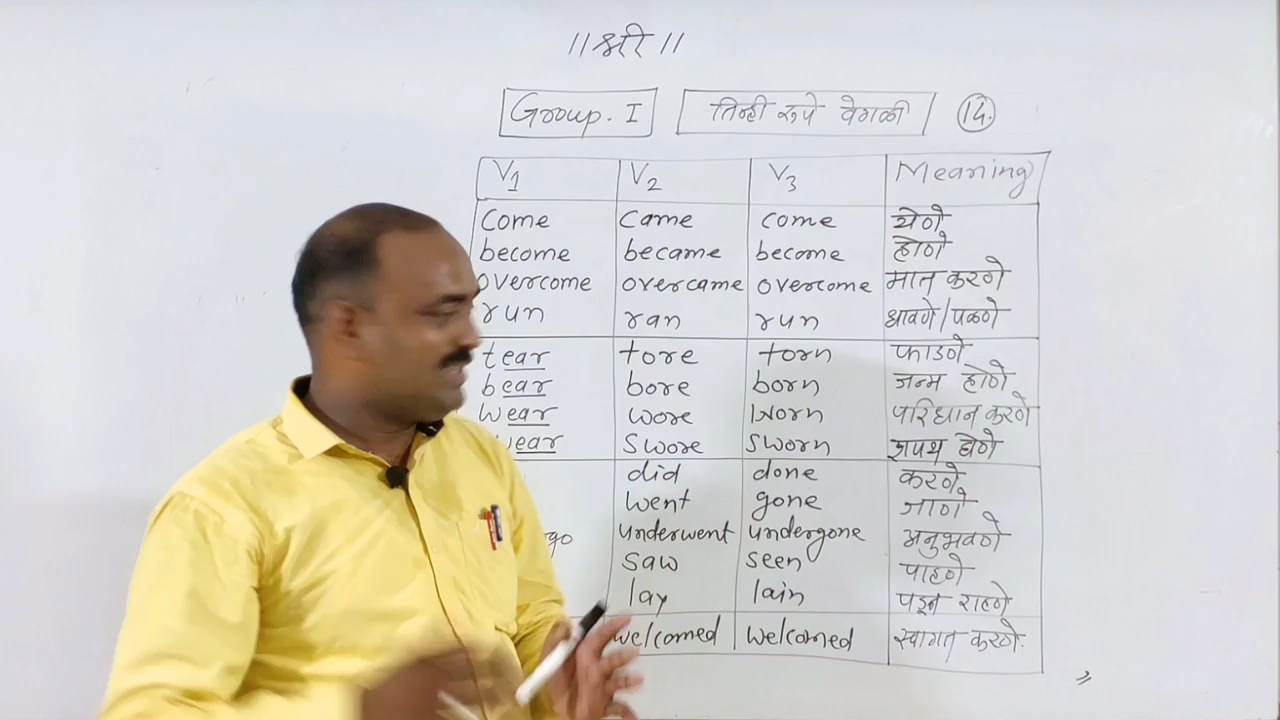 ॥ श्री ॥
Group. I तिन्ही रूपे वेगळी 14.
V1 V2 V3 Meaning
come came come येणे
become became become होणे
overcome overcame overcome मात करणे
run ran run धावणे/पळणे
tear tore torn फाडणे
bear bore born जन्म होणे
wear wore worn परिधान करणे
wear swore sworn शपथ घेणे
did done करणे
went gone जाणे
go underwent undergone अनुभवणे
saw seen पाहणे
lay lain पडून राहणे
welcomed welcomed स्वागत करणे.